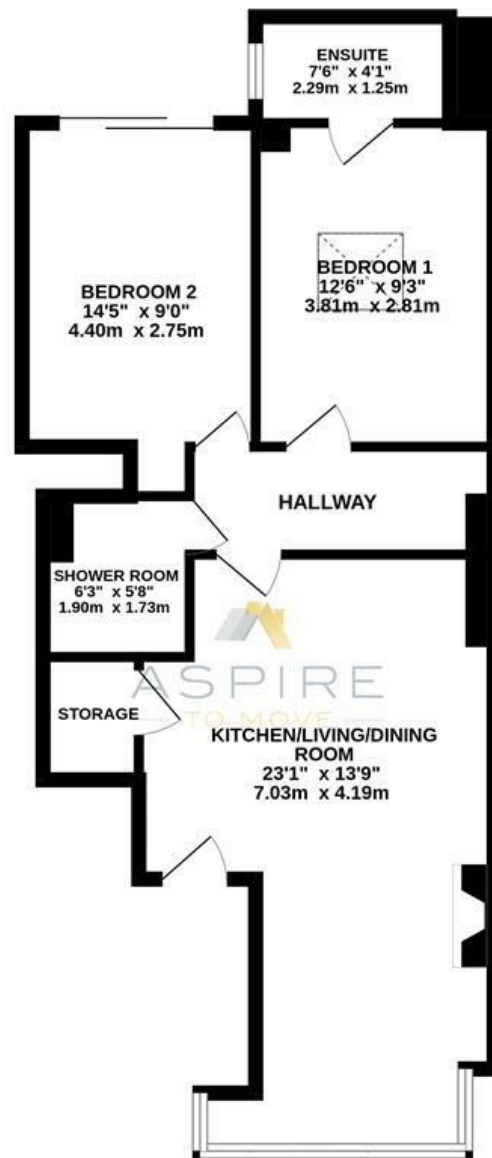 ENSUITE
7'6" x 4'1"
2.29m x 1.25m
BEDROOM 1
12'6" x 9'3"
3.81m x 2.81m
BEDROOM 2
14'5" x 9'0"
4.40m x 2.75m
HALLWAY
SHOWER ROOM
6'3" x 5'8"
1.90m x 1.73m
ASPIRE
TO MOVE
STORAGE
KITCHEN/LIVING/DINING
ROOM
23'1" x 13'9"
7.03m x 4.19m